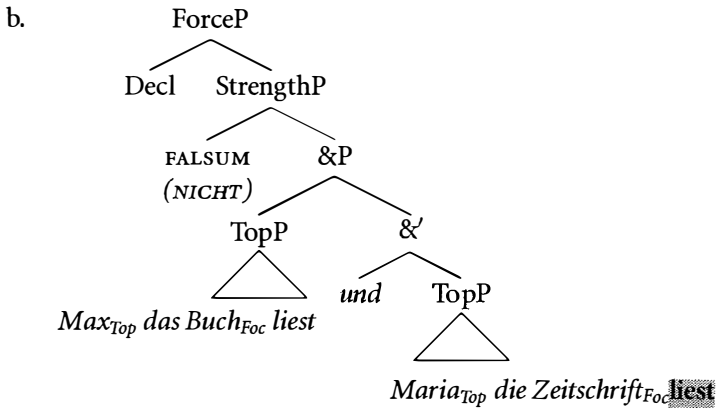 b.
ForceP
Decl StrengthP
FALSUM &P
(NICHT)
TopP &′
und TopP
Max_Top das Buch_Foc liest
Maria_Top die Zeitschrift_Foc liest